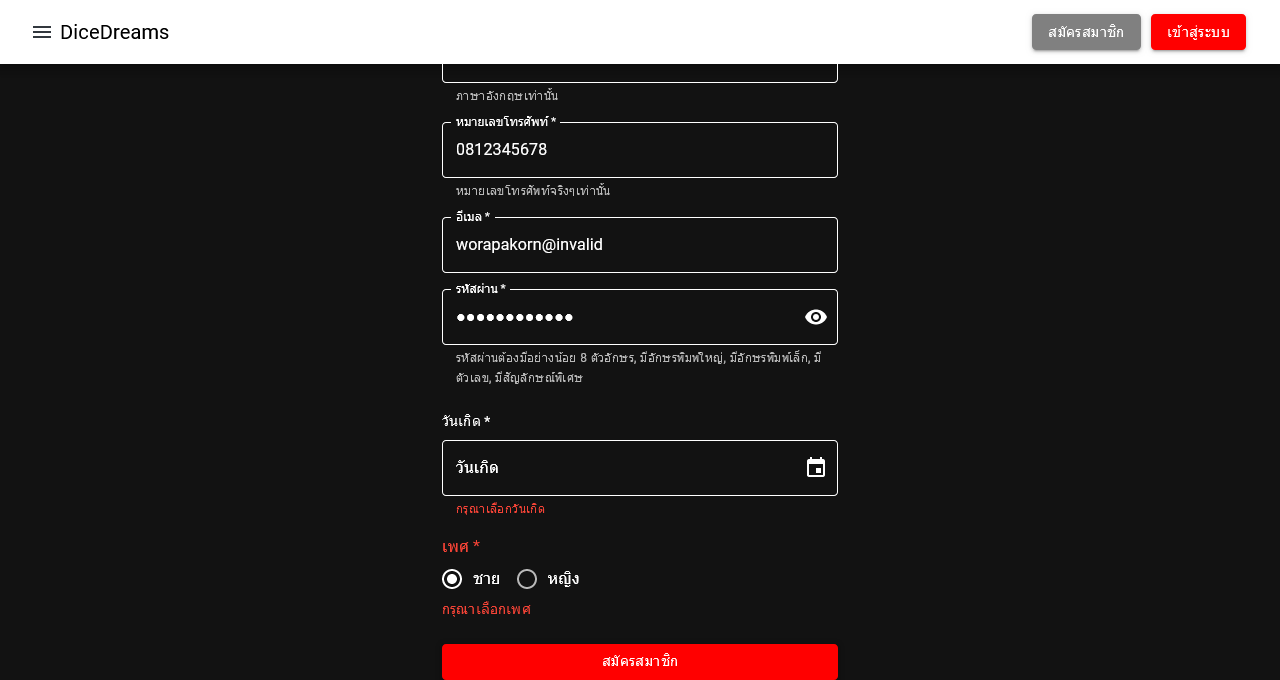 DiceDreams
สมัครสมาชิก
เข้าสู่ระบบ
ภาษาอังกฤษเท่านั้น
หมายเลขโทรศัพท์ *
0812345678
หมายเลขโทรศัพท์จริงๆเท่านั้น
อีเมล *
worapakorn@invalid
รหัสผ่าน *
••••••••••••
รหัสผ่านต้องมีอย่างน้อย 8 ตัวอักษร, มีอักษรพิมพ์ใหญ่, มีอักษรพิมพ์เล็ก, มี
ตัวเลข, มีสัญลักษณ์พิเศษ
วันเกิด *
วันเกิด
กรุณาเลือกวันเกิด
เพศ *
ชาย
หญิง
กรุณาเลือกเพศ
สมัครสมาชิก